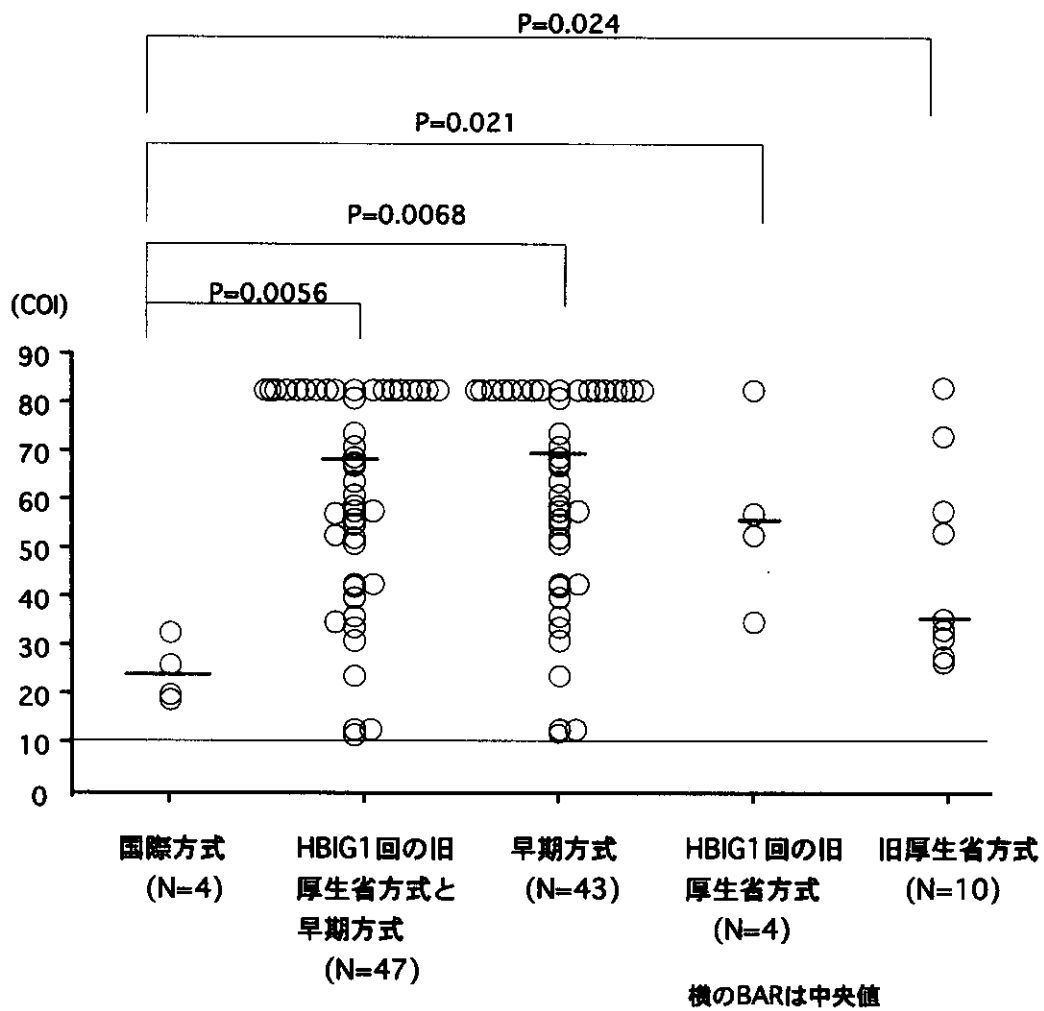 P=0.024
P=0.021
P=0.0068
P=0.0056
(COI)
90
80
70
60
50
40
30
20
10
0
国際方式
(N=4)
HBIG1回の旧
厚生省方式と
早期方式
(N=47)
早期方式
(N=43)
HBIG1回の旧
厚生省方式
(N=4)
旧厚生省方式
(N=10)
横のBARは中央値